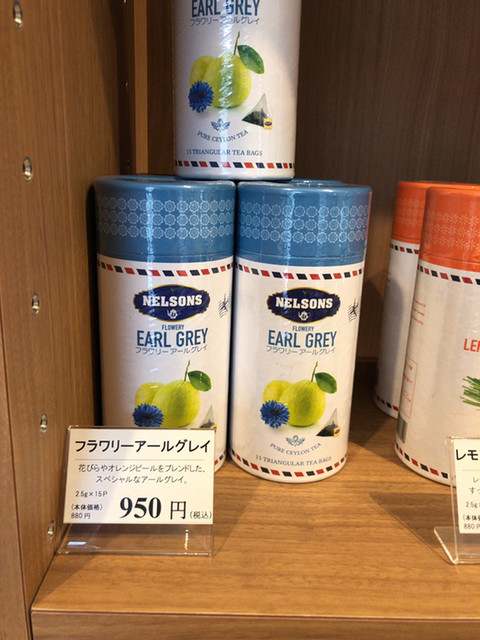 EARL GREY
フラワリーアールグレイ
PURE CEYLON TEA
15 TRIANGULAR TEA BAGS
NELSONS
FLOWERY
EARL GREY
フラワリーアールグレイ
NELSONS
FLOWERY
EARL GREY
フラワリーアールグレイ
PURE CEYLON TEA
15 TRIANGULAR TEA BAGS
LE
フラワリーアールグレイ
花びらやオレンジピールをブレンドした、
スペシャルなアールグレイ。
2.5g×15P
(本体価格)
880円
950円(税込)
レモ
レ
すっ
2.5g
880P